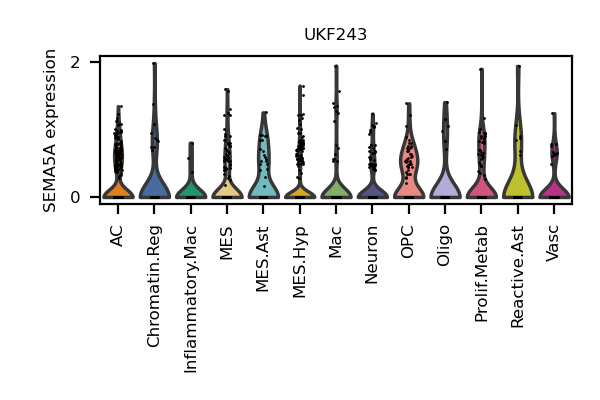 UKF243
SEMA5A expression
2
0
AC
Chromatin.Reg
Inflammatory.Mac
MES
MES.Ast
MES.Hyp
Mac
Neuron
OPC
Oligo
Prolif.Metab
Reactive.Ast
Vasc